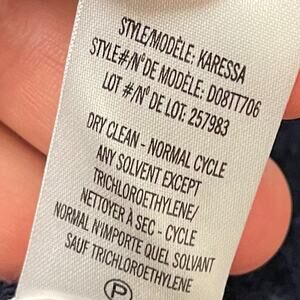 STYLE/MODÈLE: KARESSA
STYLE#/N° DE MODÈLE: D08TT706
LOT #/N° DE LOT: 257983
DRY CLEAN - NORMAL CYCLE
ANY SOLVENT EXCEPT
TRICHLOROETHYLENE/
NETTOYER À SEC - CYCLE
NORMAL N'IMPORTE QUEL SOLVANT
SAUF TRICHLOROETHYLENE
P